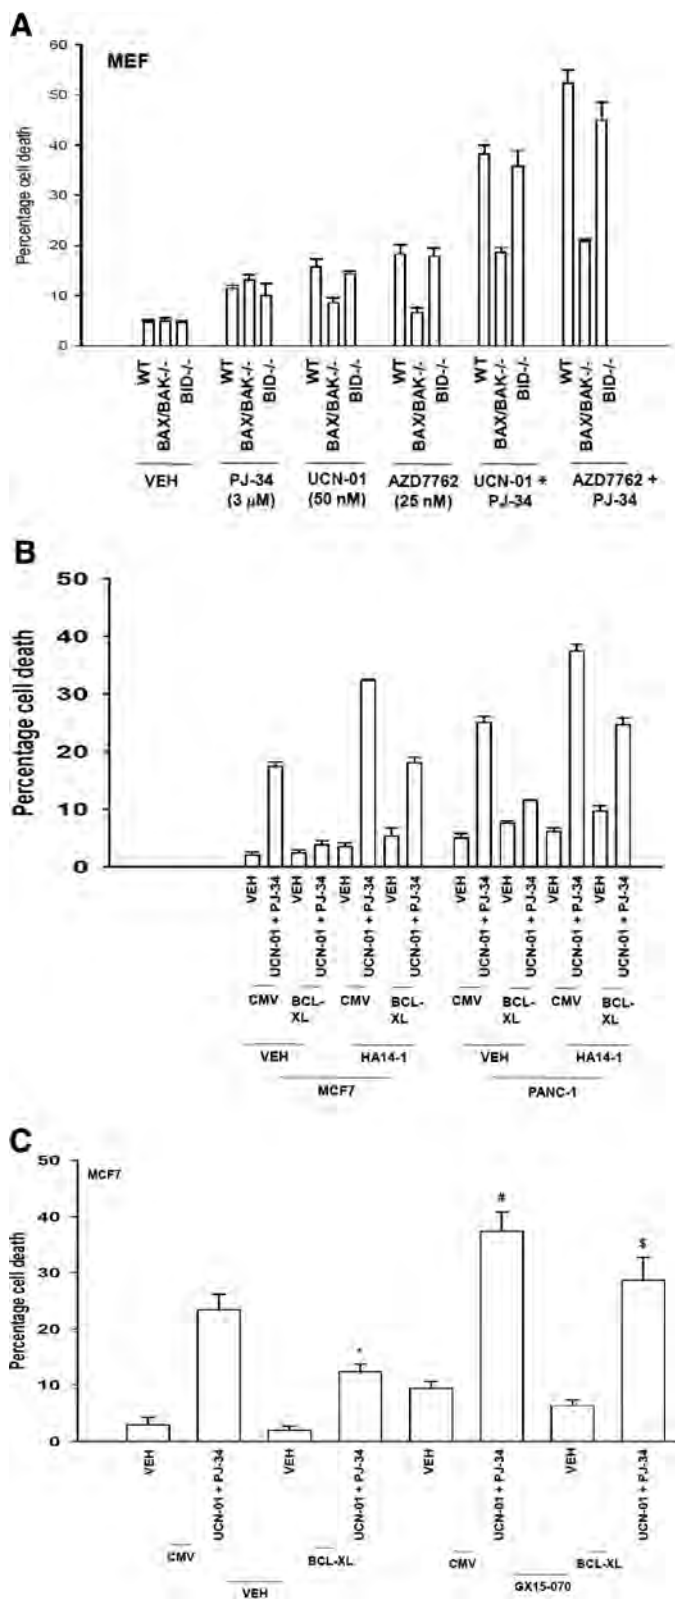 A
MEF
Percentage cell death
60
50
40
30
20
10
0
WT
BAX/BAK-/-
BID-/-
WT
BAX/BAK-/-
BID-/-
WT
BAX/BAK-/-
BID-/-
WT
BAX/BAK-/-
BID-/-
WT
BAX/BAK-/-
BID-/-
WT
BAX/BAK-/-
BID-/-
VEH
PJ-34
(3 µM)
UCN-01
(50 nM)
AZD7762
(25 nM)
UCN-01 +
PJ-34
AZD7762 +
PJ-34
B
Percentage cell death
50
40
30
20
10
0
VEH
UCN-01 + PJ-34
VEH
UCN-01 + PJ-34
VEH
UCN-01 + PJ-34
VEH
UCN-01 + PJ-34
VEH
UCN-01 + PJ-34
VEH
UCN-01 + PJ-34
VEH
UCN-01 + PJ-34
VEH
UCN-01 + PJ-34
CMV
BCL-
XL
CMV
BCL-
XL
CMV
BCL-
XL
CMV
BCL-
XL
VEH
HA14-1
VEH
HA14-1
MCF7
PANC-1
C
MCF7
Percentage cell death
50
40
30
20
10
0
*
#
$
VEH
UCN-01 + PJ-34
VEH
UCN-01 + PJ-34
VEH
UCN-01 + PJ-34
VEH
UCN-01 + PJ-34
CMV
BCL-XL
CMV
BCL-XL
VEH
GX15-070